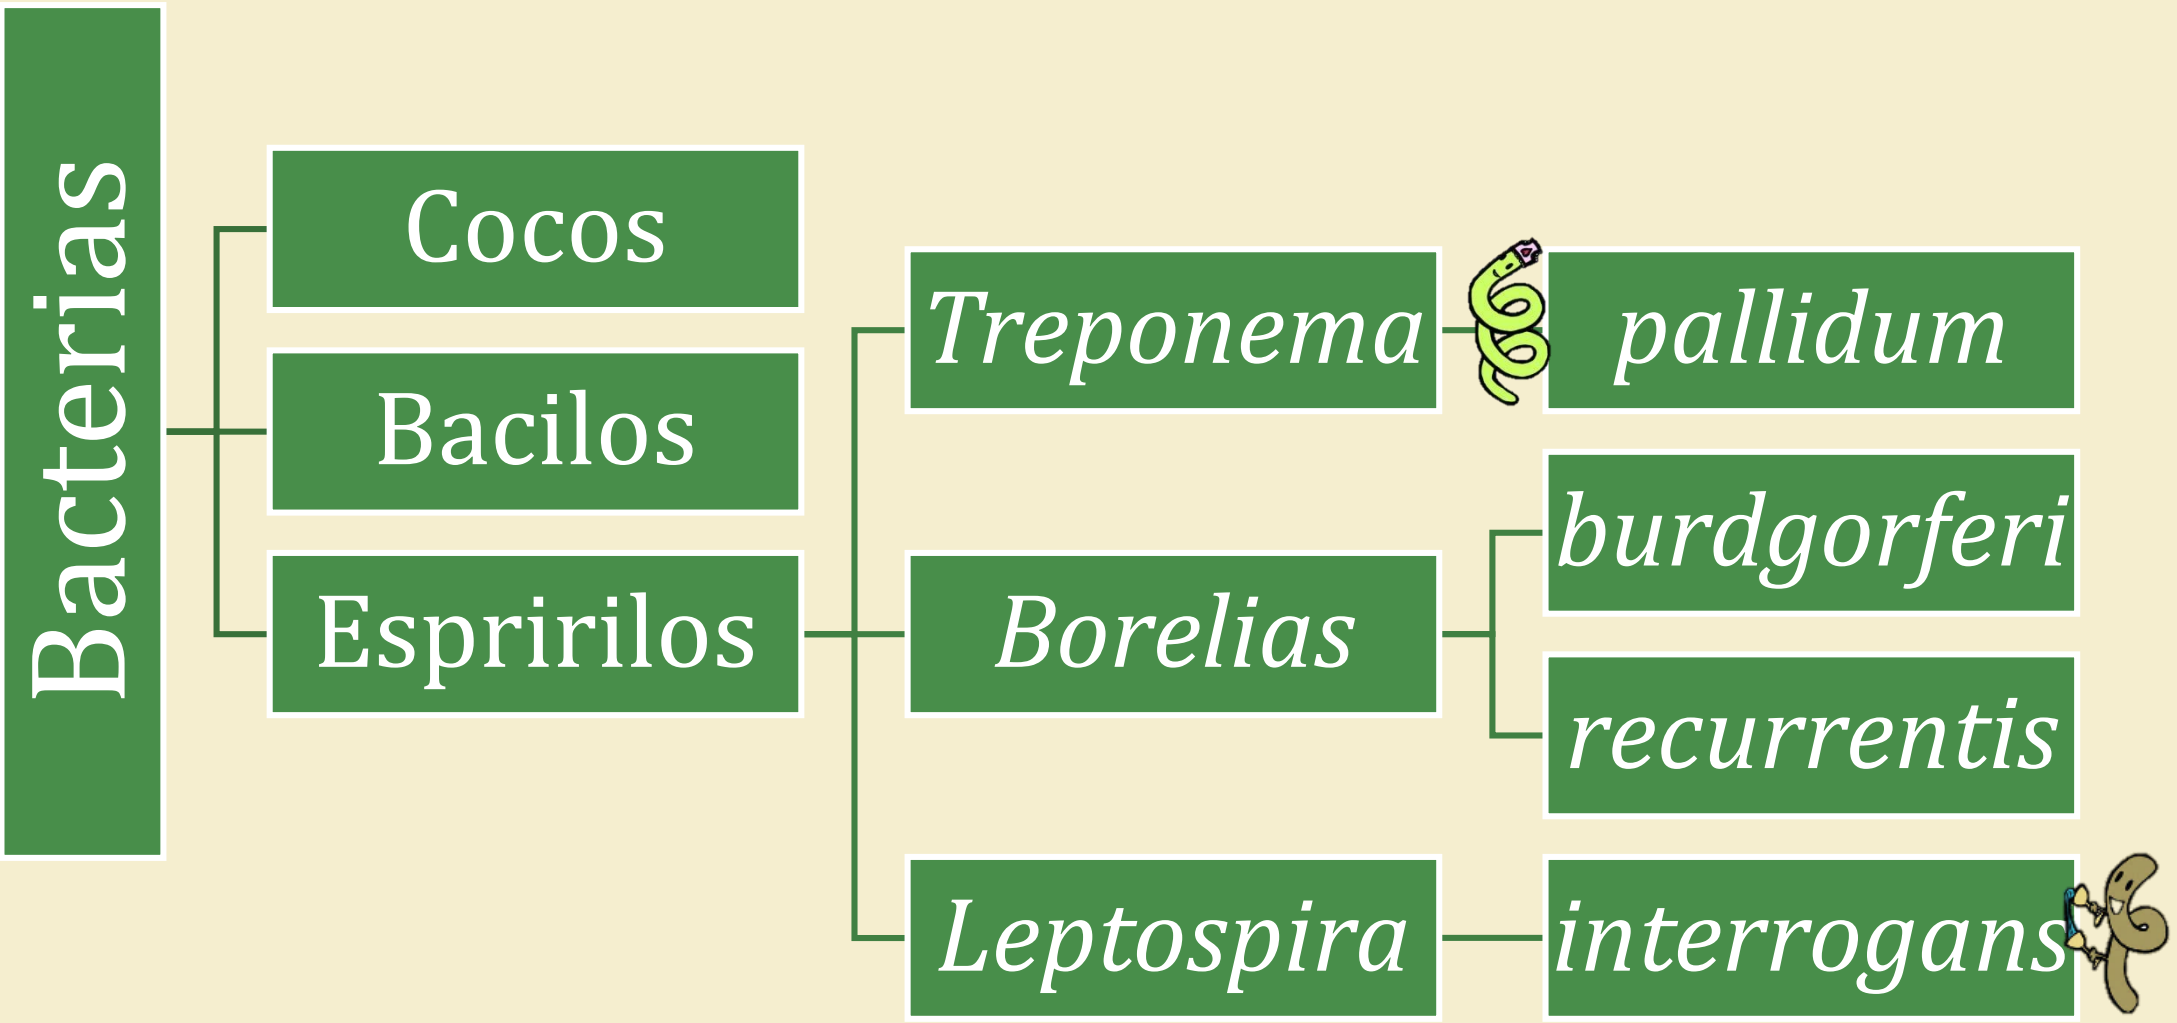 Bacterias
Cocos
Bacilos
Espririlos
Treponema
pallidum
Borelias
burdgorferi
recurrentis
Leptospira
interrogans